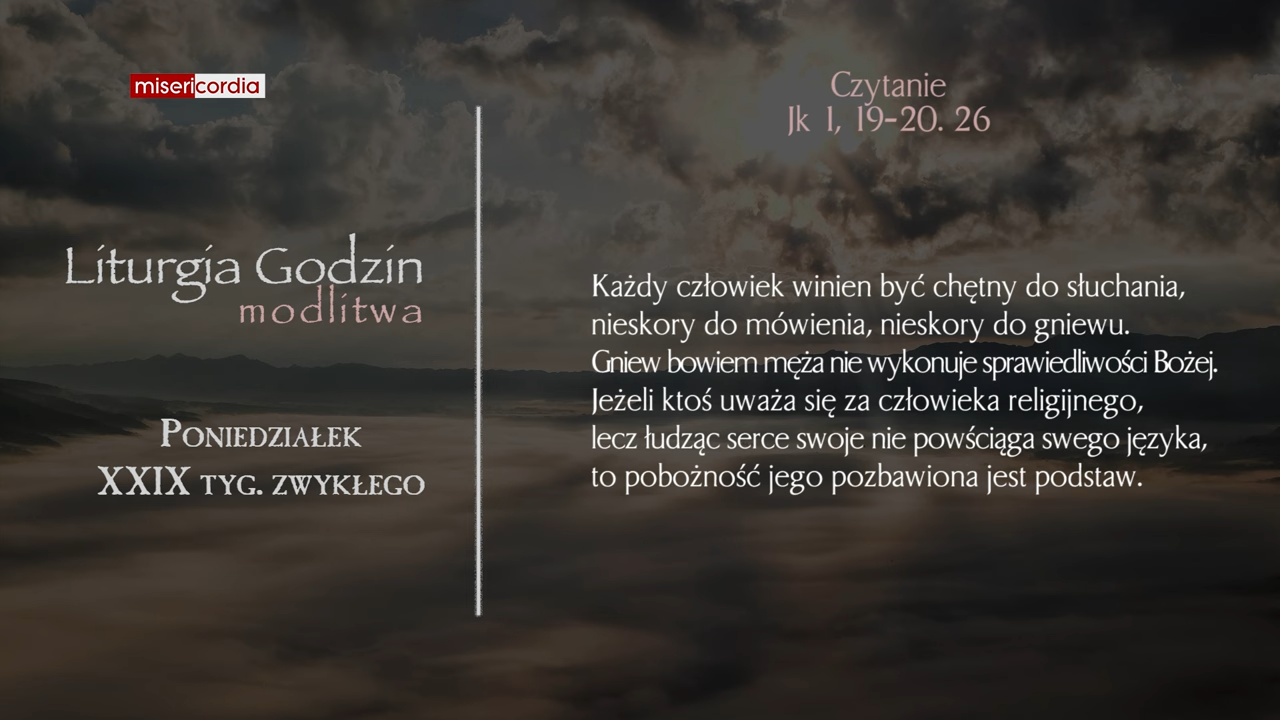 misericordia
Liturgia Godzin
modlitwa
Poniedziałek
XXIX tyg. zwykłego
Czytanie
Jk 1, 19-20. 26
Każdy człowiek winien być chętny do słuchania,
nieskory do mówienia, nieskory do gniewu.
Gniew bowiem męża nie wykonuje sprawiedliwości Bożej.
Jeżeli ktoś uważa się za człowieka religijnego,
lecz łudząc serce swoje nie powściąga swego języka,
to pobożność jego pozbawiona jest podstaw.